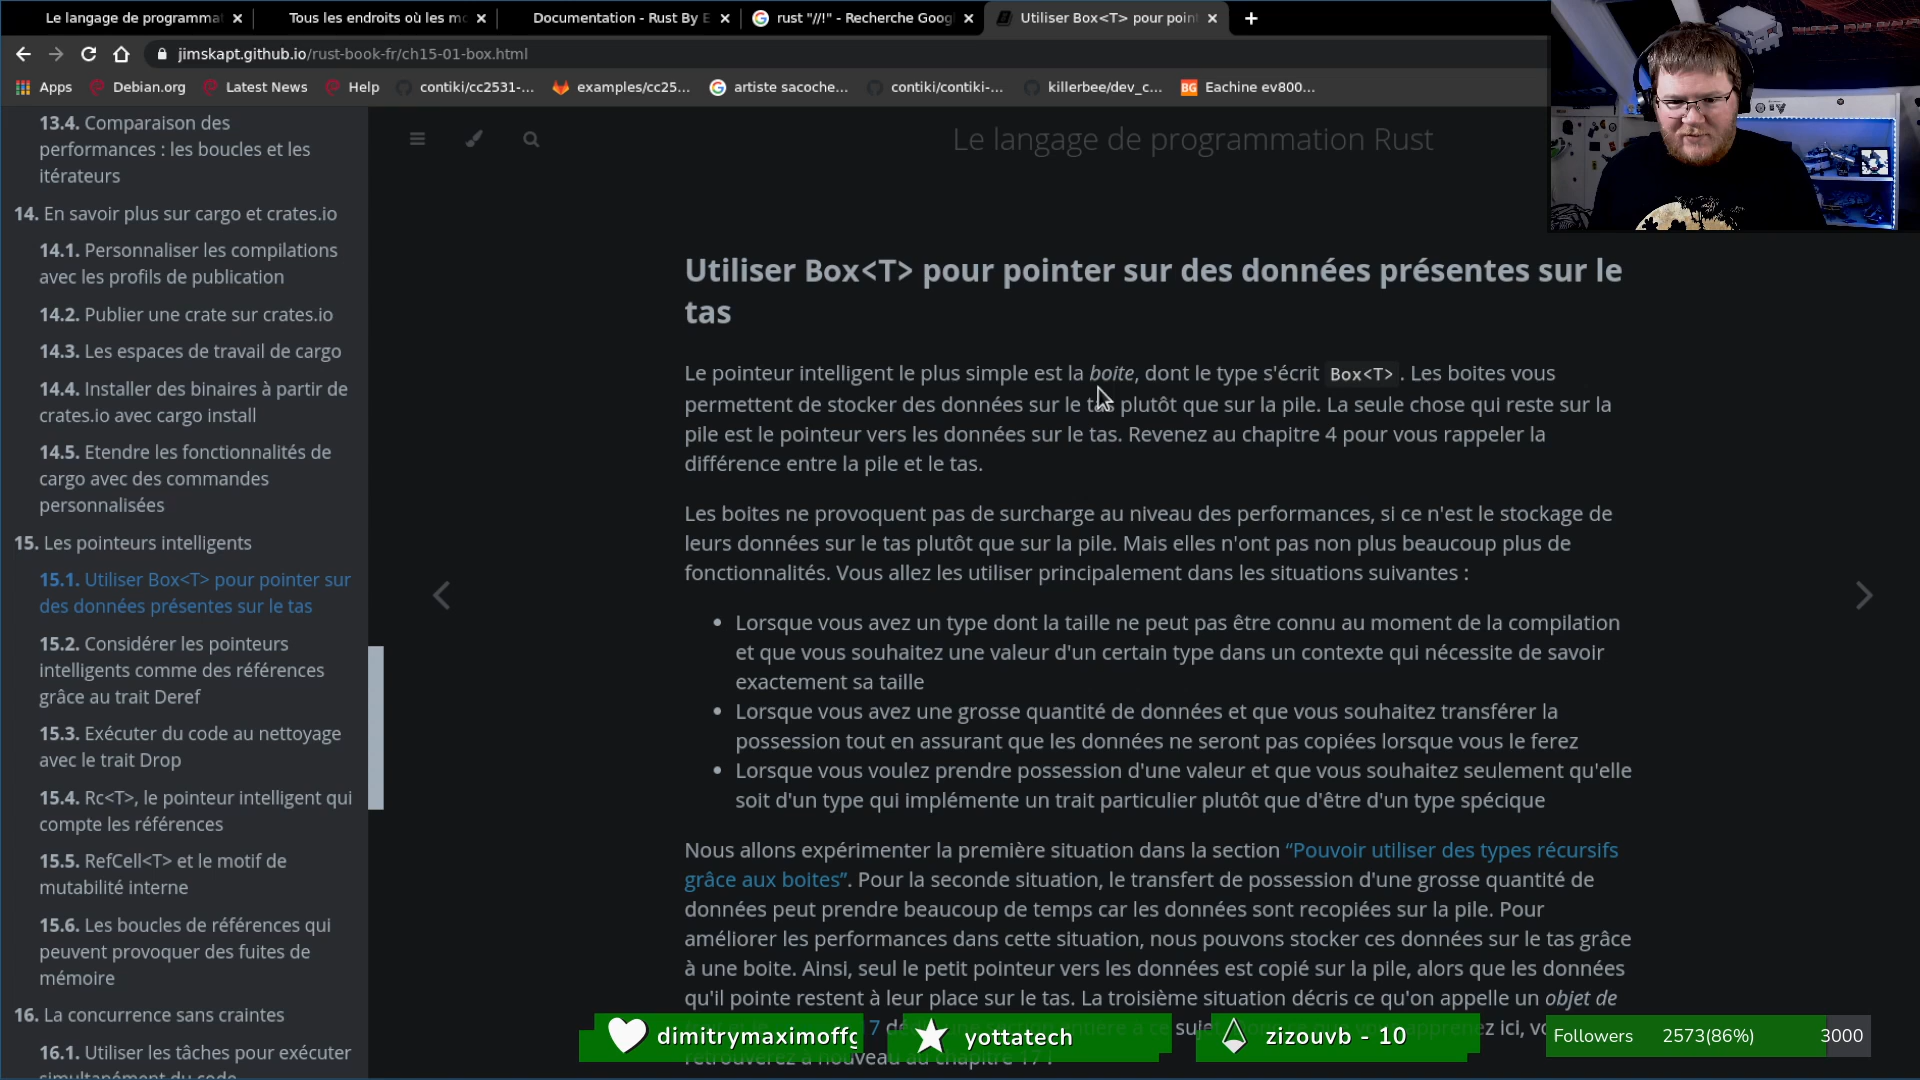 Le langage de programma
Tous les endroits où les mo
Documentation - Rust By E
rust "//!" - Recherche Goog
Utiliser Box<T> pour poin
jimskapt.github.io/rust-book-fr/ch15-01-box.html
Apps
Debian.org
Latest News
Help
contiki/cc2531-...
examples/cc25...
artiste sacoche...
contiki/contiki-...
killerbee/dev_c...
BG
Eachine ev800...
13.4. Comparaison des
performances : les boucles et les
itérateurs
14. En savoir plus sur cargo et crates.io
14.1. Personnaliser les compilations
avec les profils de publication
14.2. Publier une crate sur crates.io
14.3. Les espaces de travail de cargo
14.4. Installer des binaires à partir de
crates.io avec cargo install
14.5. Etendre les fonctionnalités de
cargo avec des commandes
personnalisées
15. Les pointeurs intelligents
15.1. Utiliser Box<T> pour pointer sur
des données présentes sur le tas
15.2. Considérer les pointeurs
intelligents comme des références
grâce au trait Deref
15.3. Exécuter du code au nettoyage
avec le trait Drop
15.4. Rc<T>, le pointeur intelligent qui
compte les références
15.5. RefCell<T> et le motif de
mutabilité interne
15.6. Les boucles de références qui
peuvent provoquer des fuites de
mémoire
16. La concurrence sans craintes
16.1. Utiliser les tâches pour exécuter
simultanément du code
Le langage de programmation Rust
Utiliser Box<T> pour pointer sur des données présentes sur le
tas
Le pointeur intelligent le plus simple est la boite, dont le type s'écrit Box<T>. Les boites vous
permettent de stocker des données sur le tas plutôt que sur la pile. La seule chose qui reste sur la
pile est le pointeur vers les données sur le tas. Revenez au chapitre 4 pour vous rappeler la
différence entre la pile et le tas.
Les boites ne provoquent pas de surcharge au niveau des performances, si ce n'est le stockage de
leurs données sur le tas plutôt que sur la pile. Mais elles n'ont pas non plus beaucoup plus de
fonctionnalités. Vous allez les utiliser principalement dans les situations suivantes :
• Lorsque vous avez un type dont la taille ne peut pas être connu au moment de la compilation
et que vous souhaitez une valeur d'un certain type dans un contexte qui nécessite de savoir
exactement sa taille
• Lorsque vous avez une grosse quantité de données et que vous souhaitez transférer la
possession tout en assurant que les données ne seront pas copiées lorsque vous le ferez
• Lorsque vous voulez prendre possession d'une valeur et que vous souhaitez seulement qu'elle
soit d'un type qui implémente un trait particulier plutôt que d'être d'un type spécique
Nous allons expérimenter la première situation dans la section “Pouvoir utiliser des types récursifs
grâce aux boites”. Pour la seconde situation, le transfert de possession d'une grosse quantité de
données peut prendre beaucoup de temps car les données sont recopiées sur la pile. Pour
améliorer les performances dans cette situation, nous pouvons stocker ces données sur le tas grâce
à une boite. Ainsi, seul le petit pointeur vers les données est copié sur la pile, alors que les données
qu'il pointe restent à leur place sur le tas. La troisième situation décris ce qu'on appelle un objet de
7 ici,
retrouverez à nouveau au chapitre 17 !
dimitrymaximoffg
yottatech
zizouvb - 10
Followers 2573(86%) 3000